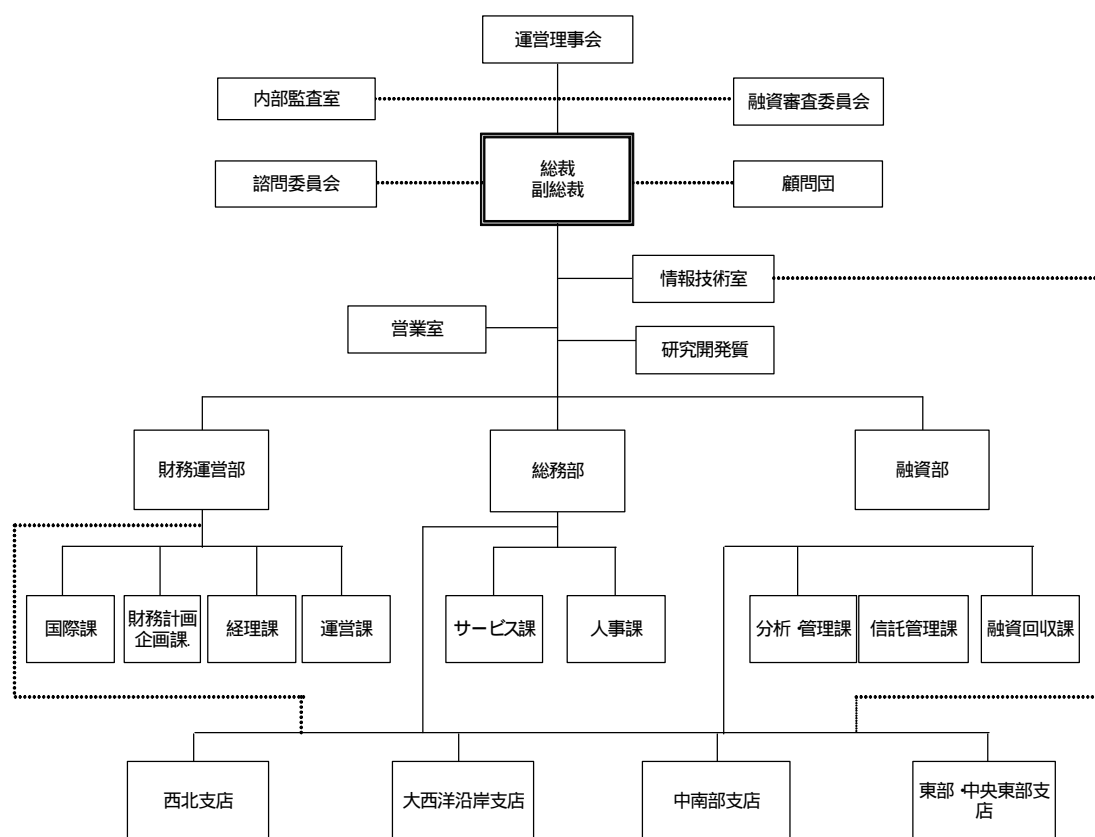 運営理事会
内部監査室
融資審査委員会
総裁
副総裁
諮問委員会
顧問団
情報技術室
営業室
研究開発質
財務運営部
総務部
融資部
国際課
財務計画
企画課.
経理課
運営課
サービス課
人事課
分析・管理課
信託管理課
融資回収課
西北支店
大西洋沿岸支店
中南部支店
東部・中央東部支
店